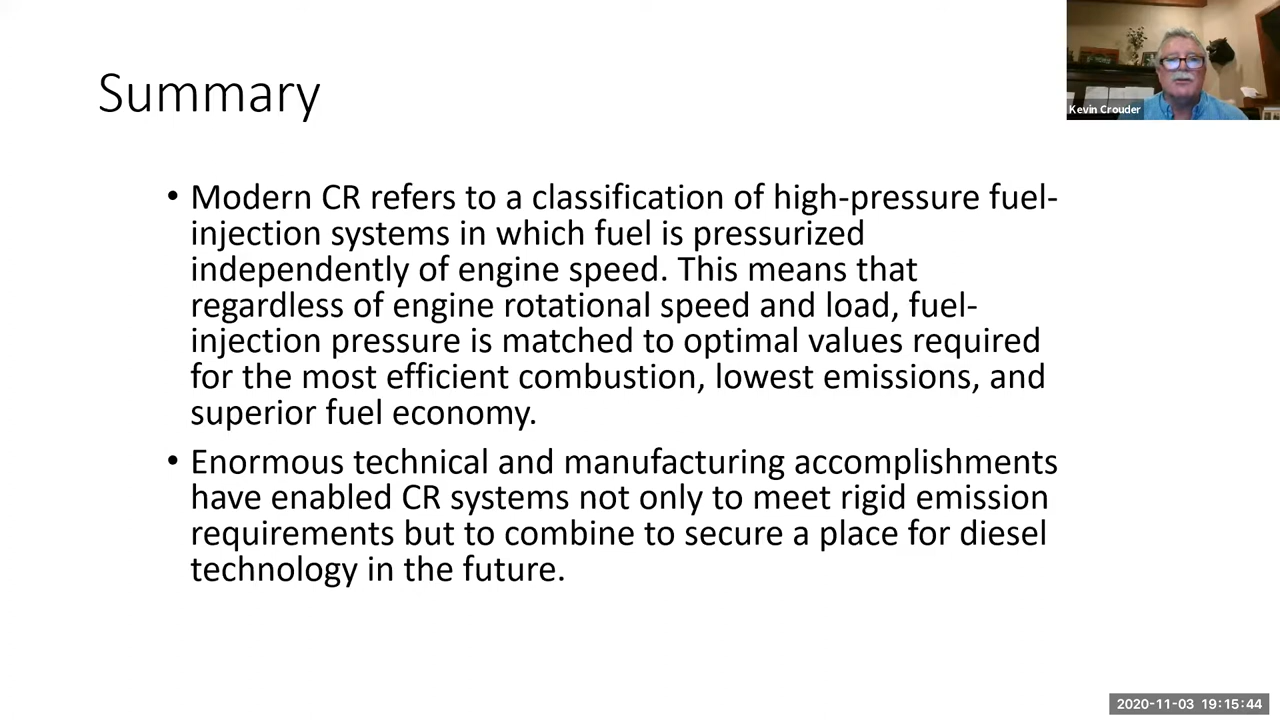 Summary
Kevin Crouder
• Modern CR refers to a classification of high-pressure fuel-
injection systems in which fuel is pressurized
independently of engine speed. This means that
regardless of engine rotational speed and load, fuel-
injection pressure is matched to optimal values required
for the most efficient combustion, lowest emissions, and
superior fuel economy.
• Enormous technical and manufacturing accomplishments
have enabled CR systems not only to meet rigid emission
requirements but to combine to secure a place for diesel
technology in the future.
2020-11-03 19:15:44